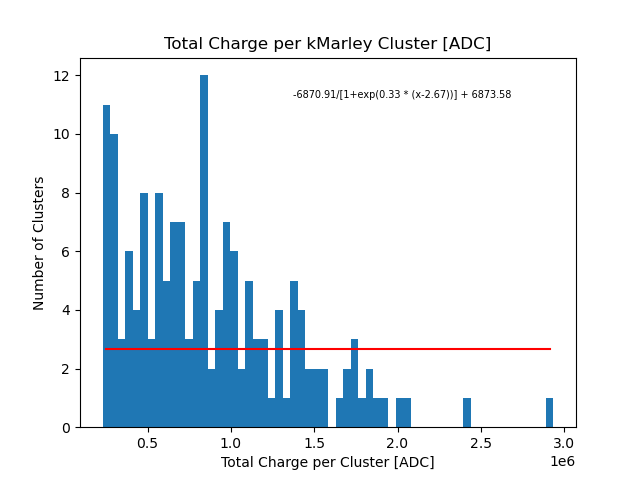 Total Charge per kMarley Cluster [ADC]
-6870.91/[1+exp(0.33 * (x-2.67))] + 6873.58
Number of Clusters
12
10
8
6
4
2
0
0.5 1.0 1.5 2.0 2.5 3.0
1e6
Total Charge per Cluster [ADC]